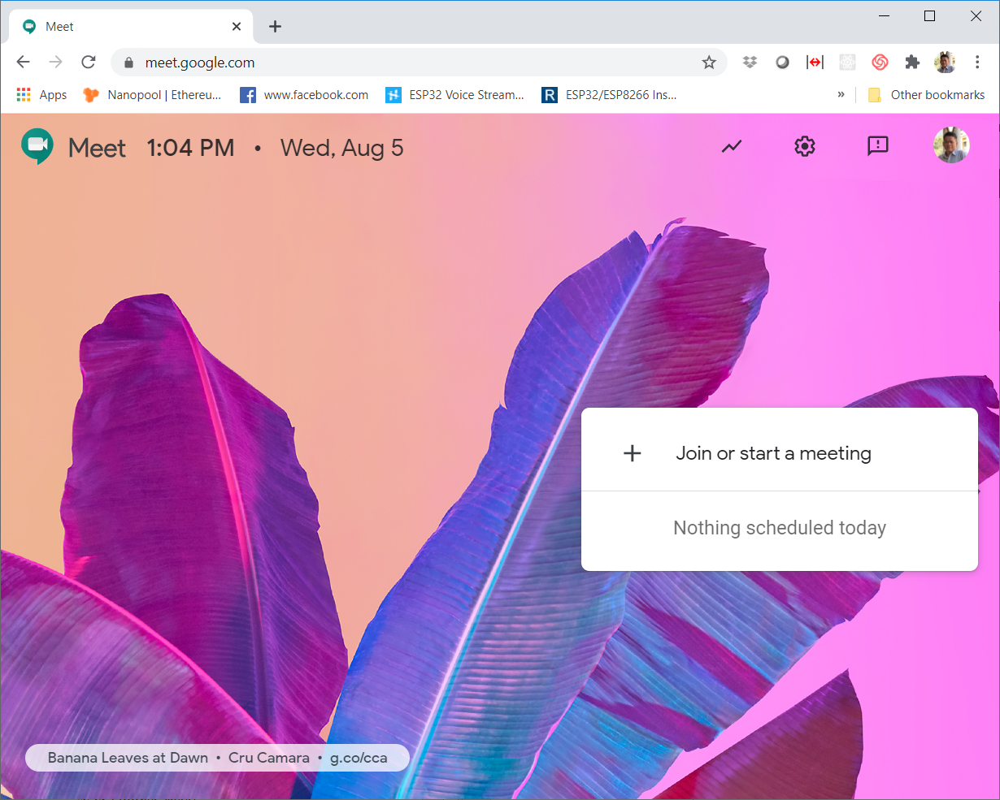 Meet
meet.google.com
Apps
Nanopool | Ethereu...
www.facebook.com
ESP32 Voice Stream...
R
ESP32/ESP8266 Ins...
»
Other bookmarks
Meet 1:04 PM • Wed, Aug 5
Join or start a meeting
Nothing scheduled today
Banana Leaves at Dawn • Cru Camara • g.co/cca